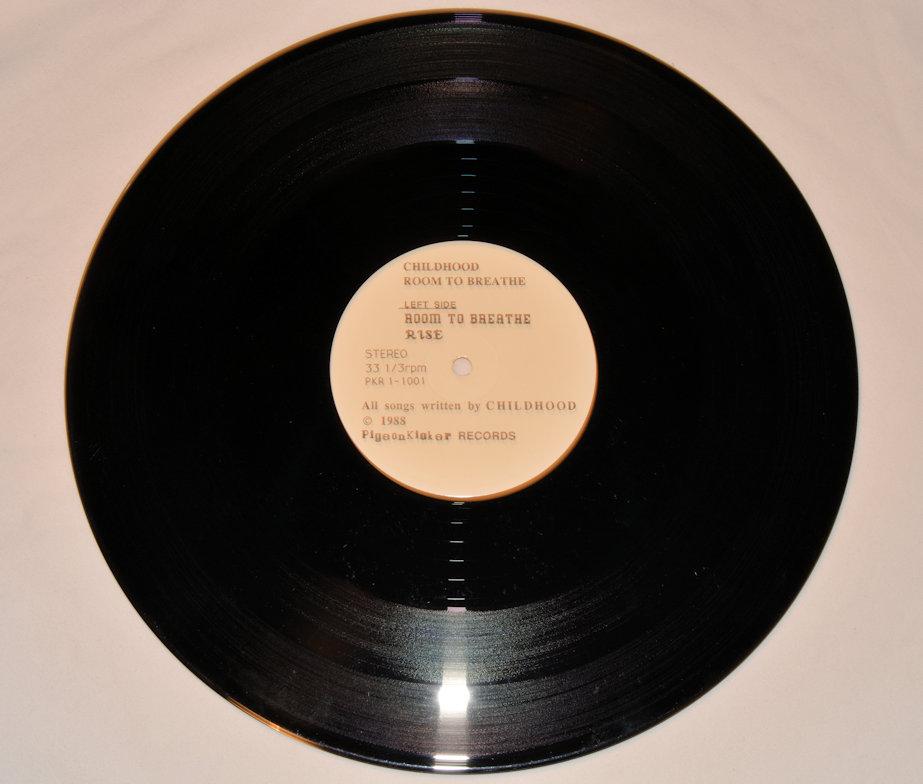 CHILDHOOD
ROOM TO BREATHE
LEFT SIDE
ROOM TO BREATHE
RISE
STEREO
33 1/3rpm
PKR 1-1001
All songs written by CHILDHOOD
© 1988
PigeonKicker RECORDS